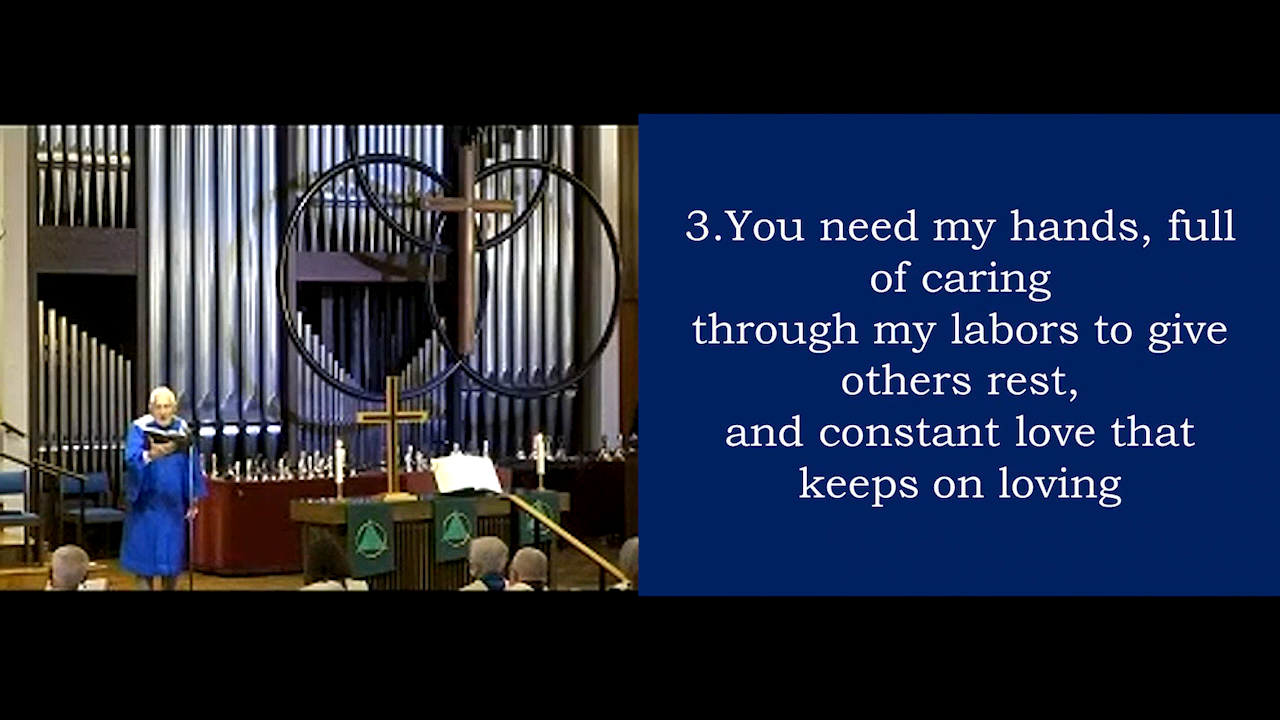 3.You need my hands, full
of caring
through my labors to give
others rest,
and constant love that
keeps on loving